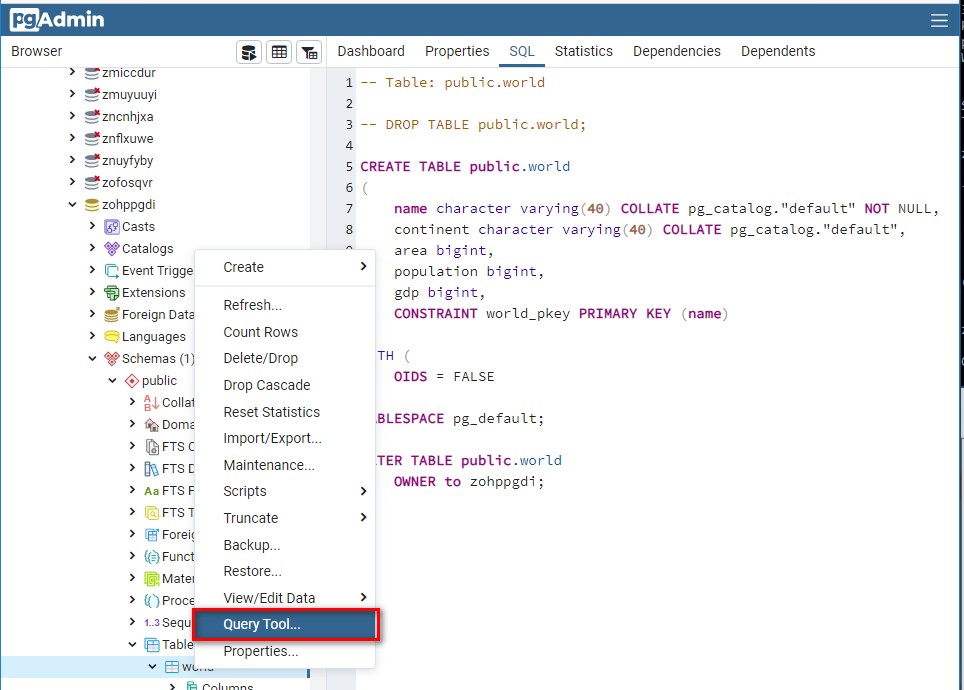 pgAdmin
Browser
Dashboard Properties SQL Statistics Dependencies Dependents
zmiccdur
zmuyuuyi
zncnhjxa
znflxuwe
znuyfyby
zofosqvr
zohppgdi
Casts
Catalogs
Event Trigge
Extensions
Foreign Data
Languages
Schemas (1)
public
Collat
Doma
FTS C
FTS D
Aa FTS P
FTS T
Foreig
Funct
Mater
Proce
1..3 Sequ
Table
world
Columns
Create
Refresh...
Count Rows
Delete/Drop
Drop Cascade
Reset Statistics
Import/Export...
Maintenance...
Scripts
Truncate
Backup...
Restore...
View/Edit Data
Query Tool...
Properties...
1 -- Table: public.world
2
3 -- DROP TABLE public.world;
4
5 CREATE TABLE public.world
6 (
7 name character varying(40) COLLATE pg_catalog."default" NOT NULL,
8 continent character varying(40) COLLATE pg_catalog."default",
area bigint,
population bigint,
gdp bigint,
CONSTRAINT world_pkey PRIMARY KEY (name)
TH (
OIDS = FALSE
ABLESPACE pg_default;
TER TABLE public.world
OWNER to zohppgdi;